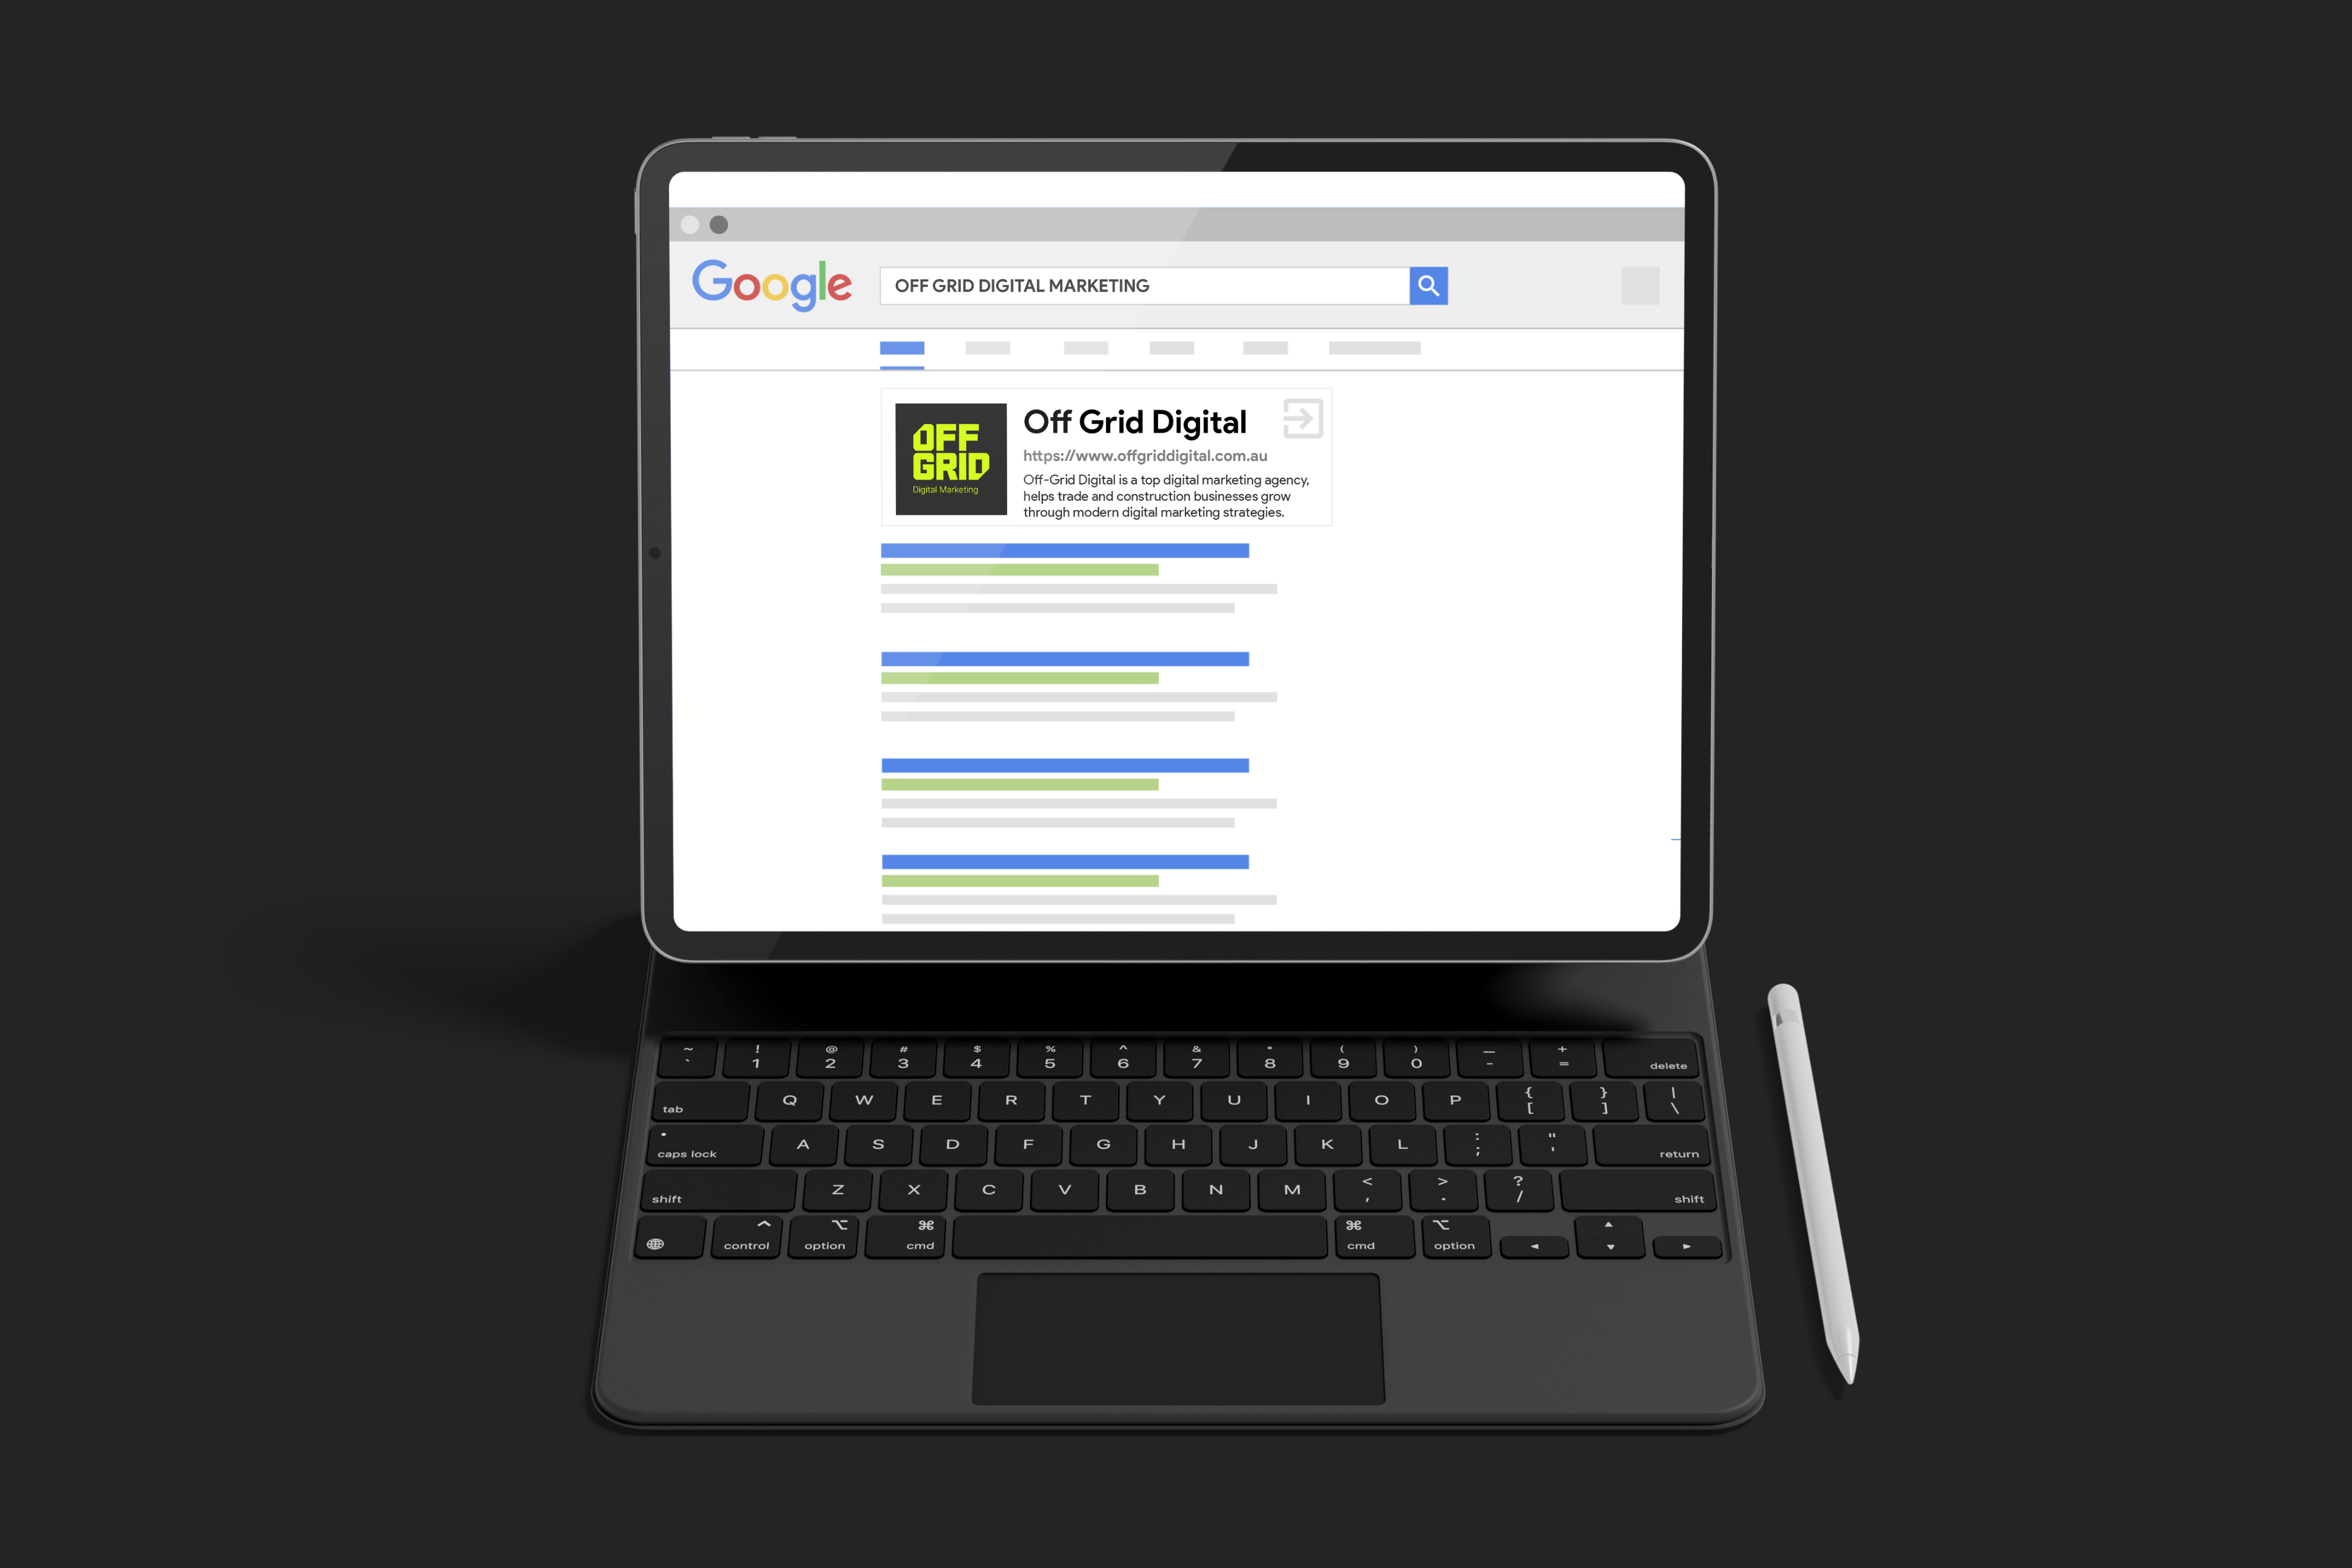 Google
OFF GRID DIGITAL MARKETING
OFF
GRID
Digital Marketing
Off Grid Digital
https://www.offgriddigital.com.au
Off-Grid Digital is a top digital marketing agency,
helps trade and construction businesses grow
through modern digital marketing strategies.
~ ! @ # $ % ^ & * ( ) _ +
` 1 2 3 4 5 6 7 8 9 0 - = delete
tab Q W E R T Y U I O P { [ } ] | \
caps lock A S D F G H J K L : ; " ' return
shift Z X C V B N M < , > . ? / shift
control option cmd cmd option